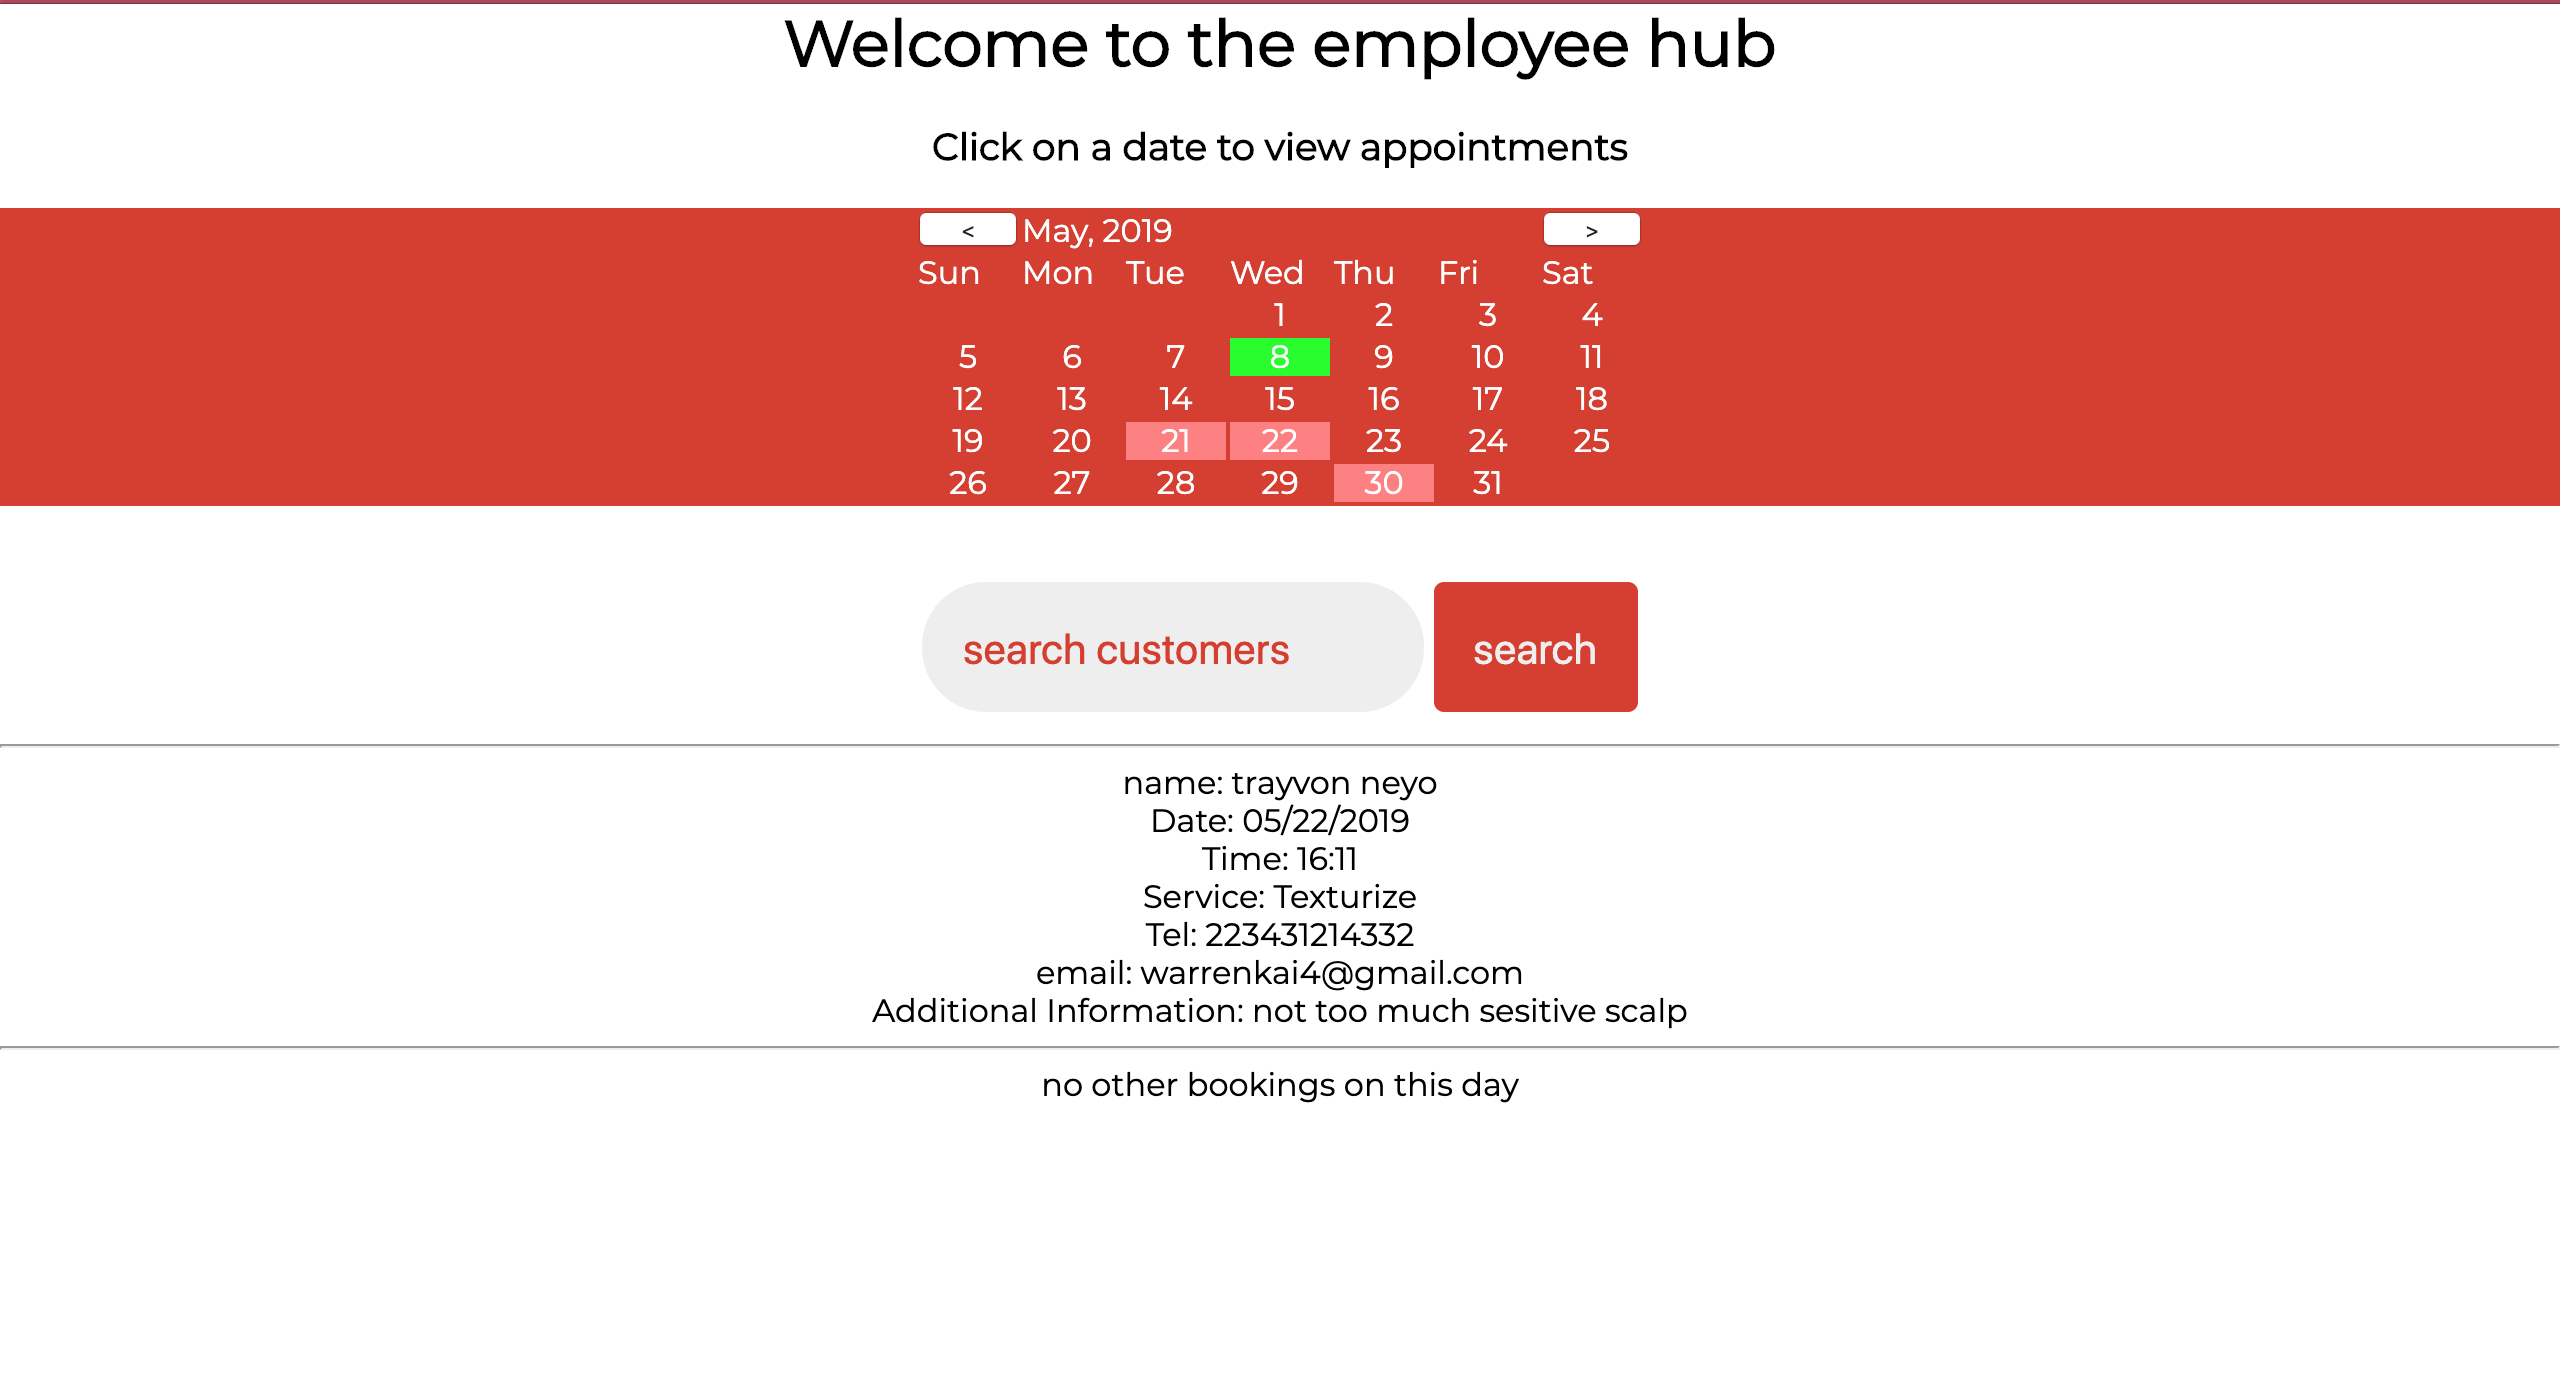 Welcome to the employee hub
Click on a date to view appointments
< May, 2019 >
Sun Mon Tue Wed Thu Fri Sat
1 2 3 4
5 6 7 8 9 10 11
12 13 14 15 16 17 18
19 20 21 22 23 24 25
26 27 28 29 30 31
search customers search
name: trayvon neyo
Date: 05/22/2019
Time: 16:11
Service: Texturize
Tel: 223431214332
email: warrenkai4@gmail.com
Additional Information: not too much sesitive scalp
no other bookings on this day